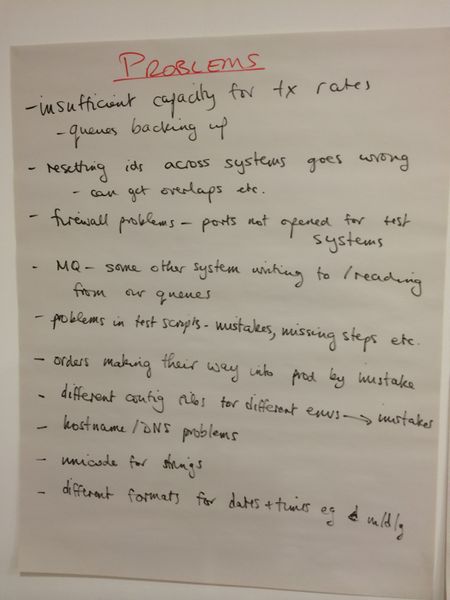 PROBLEMS
- insufficient capacity for tx rates
- queues backing up
- resetting ids across systems goes wrong
- can get overlaps etc.
- firewall problems - ports not opened for test
systems
- MQ - some other system writing to / reading
from our queues
- problems in test scripts - mistakes, missing steps etc.
- orders making their way into prod by mistake
- different config files for different envs → mistakes
- hostname/DNS problems
- unicode for strings
- different formats for dates + times eg m/d/y